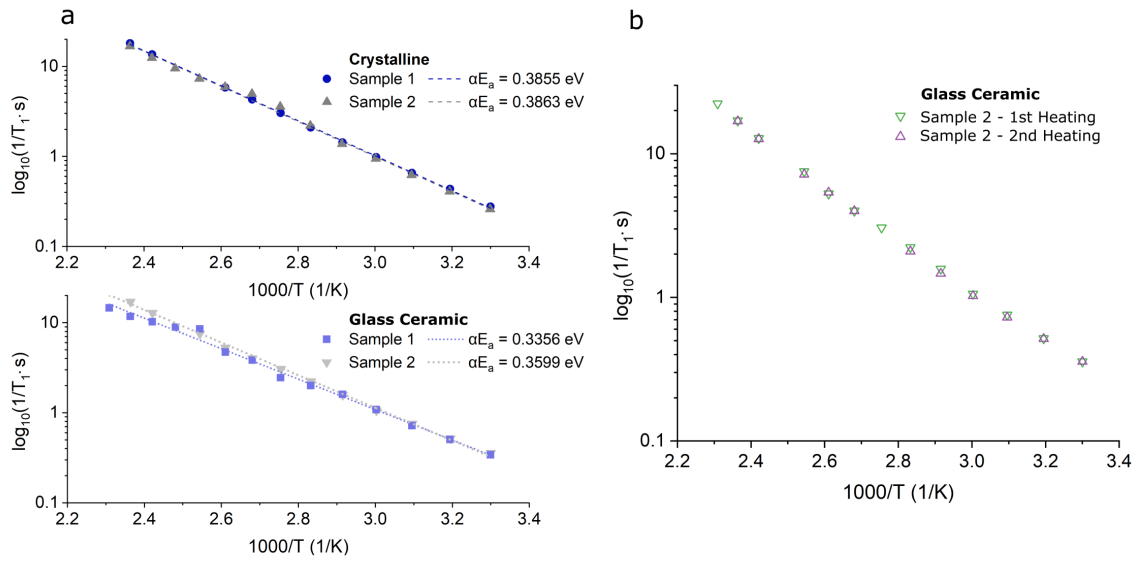 a
Crystalline
Sample 1 αEₐ = 0.3855 eV
Sample 2 αEₐ = 0.3863 eV
10
1
0.1
log₁₀(1/T₁· s)
2.2 2.4 2.6 2.8 3.0 3.2 3.4
1000/T (1/K)
Glass Ceramic
Sample 1 αEₐ = 0.3356 eV
Sample 2 αEₐ = 0.3599 eV
10
1
0.1
log₁₀(1/T₁· s)
2.2 2.4 2.6 2.8 3.0 3.2 3.4
1000/T (1/K)
b
Glass Ceramic
Sample 2 - 1st Heating
Sample 2 - 2nd Heating
10
1
0.1
log₁₀(1/T₁· s)
2.2 2.4 2.6 2.8 3.0 3.2 3.4
1000/T (1/K)